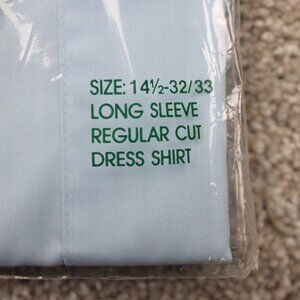 SIZE: 14½-32/33
LONG SLEEVE
REGULAR CUT
DRESS SHIRT